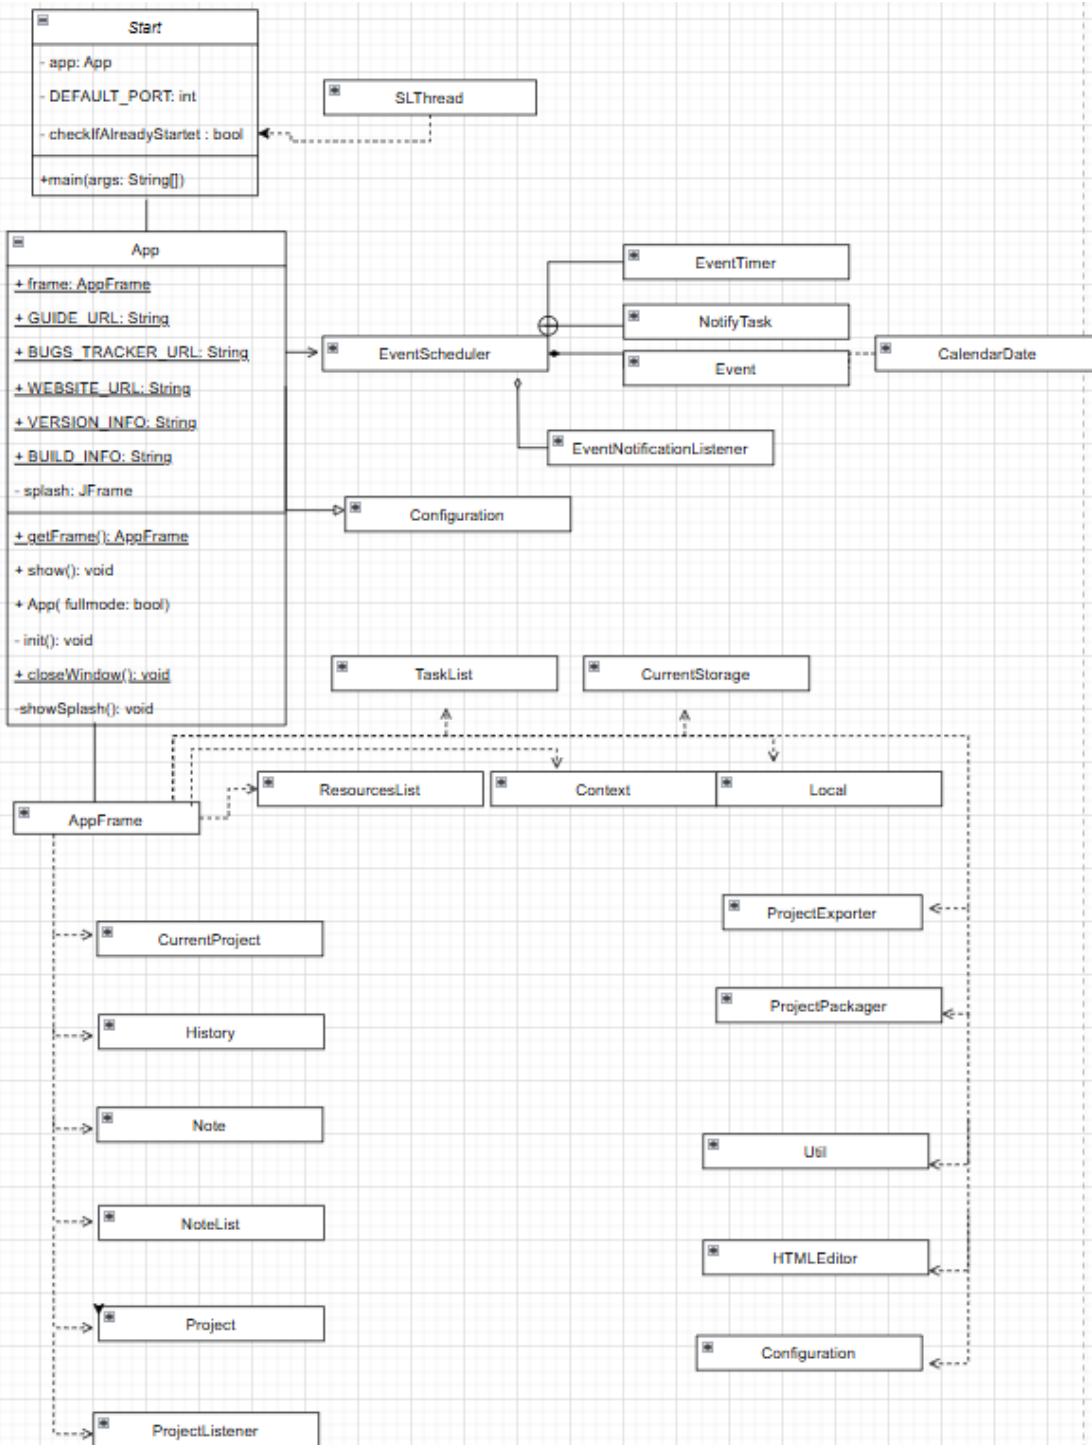 Start
- app: App
- DEFAULT_PORT: int
- checkIfAlreadyStartet : bool
+main(args: String[])
SLThread
App
+ frame: AppFrame
+ GUIDE_URL: String
+ BUGS_TRACKER_URL: String
+ WEBSITE_URL: String
+ VERSION_INFO: String
+ BUILD_INFO: String
- splash: JFrame
+ getFrame(): AppFrame
+ show(): void
+ App( fullmode: bool)
- init(): void
+ closeWindow(): void
-showSplash(): void
EventTimer
NotifyTask
EventScheduler
Event
CalendarDate
EventNotificationListener
Configuration
TaskList
CurrentStorage
ResourcesList
Context
Local
AppFrame
ProjectExporter
CurrentProject
ProjectPackager
History
Note
Util
NoteList
HTMLEditor
Project
Configuration
ProjectListener